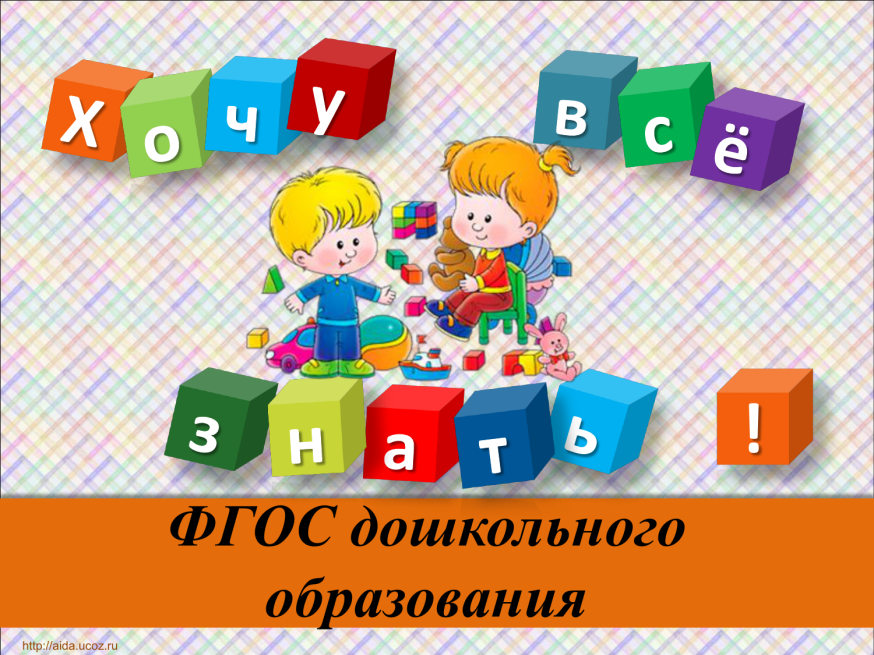 Хочу всё
знать !
ФГОС дошкольного
образования
http://aida.ucoz.ru